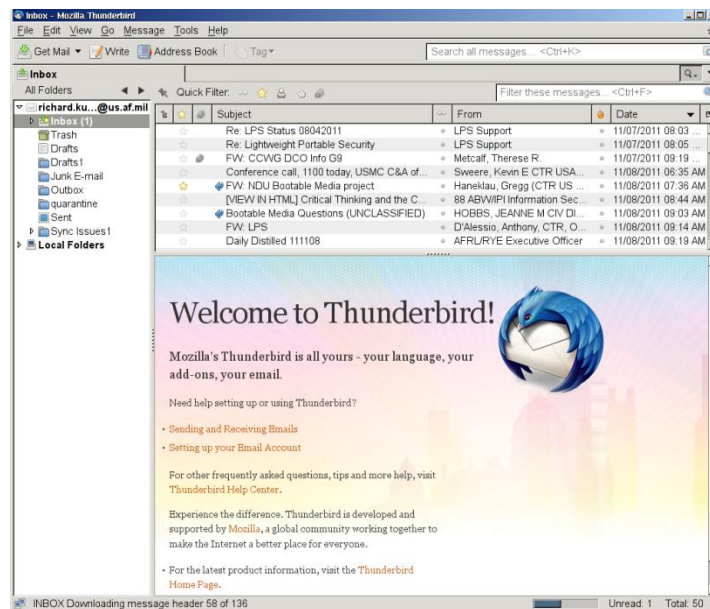 Inbox - Mozilla Thunderbird
File Edit View Go Message Tools Help
Get Mail Write Address Book Tag Search all messages... <Ctrl+K>
Inbox
All Folders Quick Filter: Filter these messages... <Ctrl+F>
richard.ku...@us.af.mil
Inbox (1)
Trash
Drafts
Drafts1
Junk E-mail
Outbox
quarantine
Sent
Sync Issues1
Local Folders
Subject From Date
Re: LPS Status 08042011 LPS Support 11/07/2011 08:03 ...
Re: Lightweight Portable Security LPS Support 11/07/2011 08:05 ...
FW: CCWG DCO Info G9 Metcalf, Therese R. 11/07/2011 09:19 ...
Conference call, 1100 today, USMC C&A of... Sweere, Kevin E CTR USA... 11/08/2011 06:35 AM
FW: NDU Bootable Media project Haneklau, Gregg (CTR US ... 11/08/2011 07:36 AM
[VIEW IN HTML] Critical Thinking and the C... 88 ABW/IPI Information Sec... 11/08/2011 08:44 AM
Bootable Media Questions (UNCLASSIFIED) HOBBS, JEANNE M CIV DI... 11/08/2011 09:03 AM
FW: LPS D'Alessio, Anthony, CTR, O... 11/08/2011 09:14 AM
Daily Distilled 111108 AFRL/RYE Executive Officer 11/08/2011 09:19 AM
Welcome to Thunderbird!
Mozilla's Thunderbird is all yours - your language, your
add-ons, your email.
Need help setting up or using Thunderbird?
• Sending and Receiving Emails
• Setting up your Email Account
For other frequently asked questions, tips and more help, visit
Thunderbird Help Center.
Experience the difference. Thunderbird is developed and
supported by Mozilla, a global community working together to
make the Internet a better place for everyone.
• For the latest product information, visit the Thunderbird
Home Page.
INBOX Downloading message header 58 of 136 Unread: 1 Total: 50